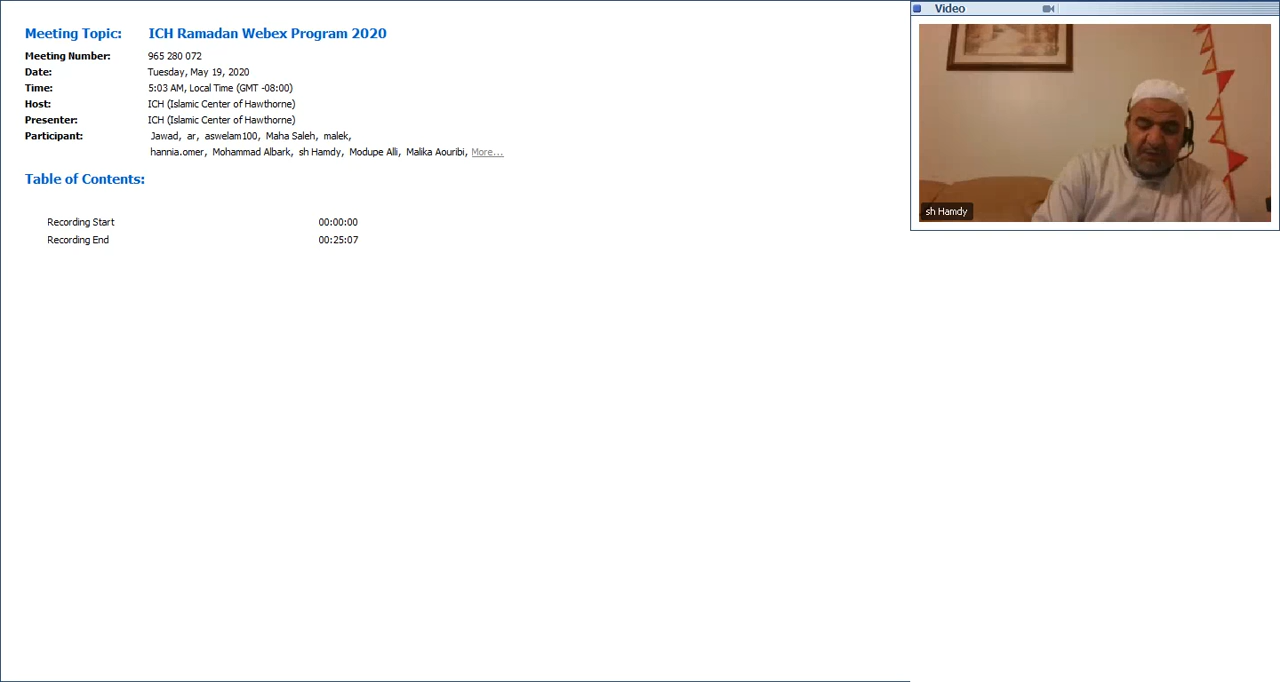 Meeting Topic: ICH Ramadan Webex Program 2020
Meeting Number: 965 280 072
Date: Tuesday, May 19, 2020
Time: 5:03 AM, Local Time (GMT -08:00)
Host: ICH (Islamic Center of Hawthorne)
Presenter: ICH (Islamic Center of Hawthorne)
Participant: Jawad, ar, aswelam100, Maha Saleh, malek,
hannia.omer, Mohammad Albark, sh Hamdy, Modupe Alli, Malika Aouribi, More...
Table of Contents:
Recording Start 00:00:00
Recording End 00:25:07
Video
sh Hamdy